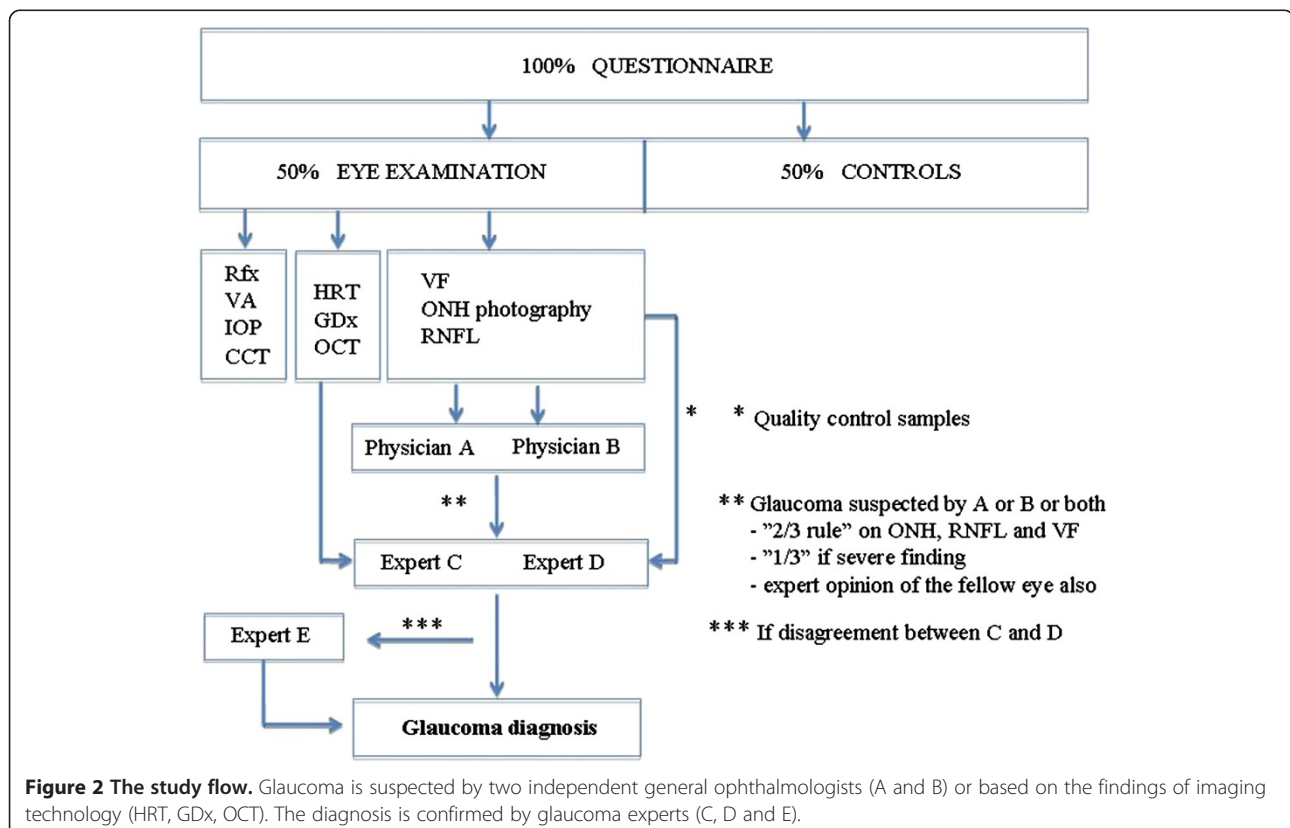 100% QUESTIONNAIRE
50% EYE EXAMINATION
50% CONTROLS
Rfx
VA
IOP
CCT
HRT
GDx
OCT
VF
ONH photography
RNFL
Physician A Physician B
*
* Quality control samples
**
** Glaucoma suspected by A or B or both
- ”2/3 rule” on ONH, RNFL and VF
- ”1/3” if severe finding
- expert opinion of the fellow eye also
Expert C Expert D
*** If disagreement between C and D
***
Expert E
Glaucoma diagnosis
Figure 2 The study flow. Glaucoma is suspected by two independent general ophthalmologists (A and B) or based on the findings of imaging
technology (HRT, GDx, OCT). The diagnosis is confirmed by glaucoma experts (C, D and E).